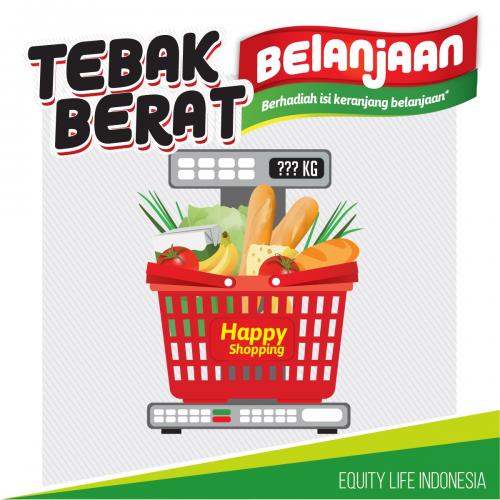 TEBAK
BERAT
BELANJAAN
Berhadiah isi keranjang belanjaan*
??? KG
Happy
Shopping
EQUITY LIFE INDONESIA